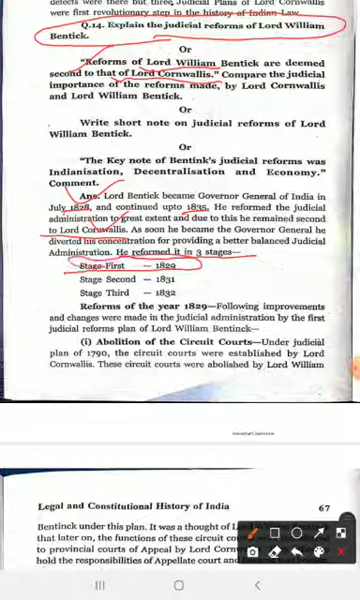 defects were there but three Judicial Plans of Lord Cornwallis
were first revolutionary step in the history of Indian Law.
Q.14. Explain the judicial reforms of Lord William
Bentick.
Or
"Reforms of Lord William Bentick are deemed
second to that of Lord Cornwallis." Compare the judicial
importance of the reforms made, by Lord Cornwallis
and Lord William Bentick.
Or
Write short note on judicial reforms of Lord
William Bentick.
Or
"The Key note of Bentink's judicial reforms was
Indianisation, Decentralisation and Economy."
Comment.
Ans. Lord Bentick became Governor General of India in
July 1828, and continued upto 1835. He reformed the judicial
administration to great extent and due to this he remained second
to Lord Cornwallis. As soon he became the Governor General he
diverted his concentration for providing a better balanced Judicial
Administration. He reformed it in 3 stages—
Stage First — 1829
Stage Second — 1831
Stage Third — 1832
Reforms of the year 1829—Following improvements
and changes were made in the judicial administration by the first
judicial reforms plan of Lord William Bentinck—
(i) Abolition of the Circuit Courts—Under judicial
plan of 1790, the circuit courts were established by Lord
Cornwallis. These circuit courts were abolished by Lord William
Legal and Constitutional History of India 67
Bentinck under this plan. It was a thought of
that later on, the functions of these circuit
to provincial courts of Appeal by Lord
hold the responsibilities of Appellate court and